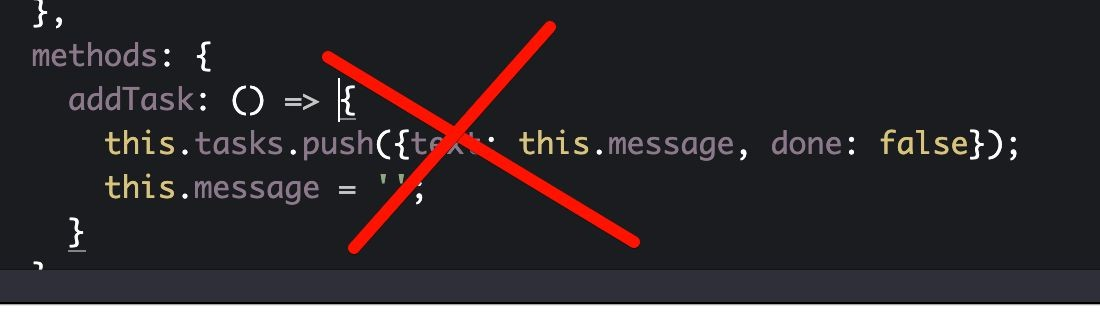 },
methods: {
addTask: () => {
this.tasks.push({text: this.message, done: false});
this.message = '';
}
}